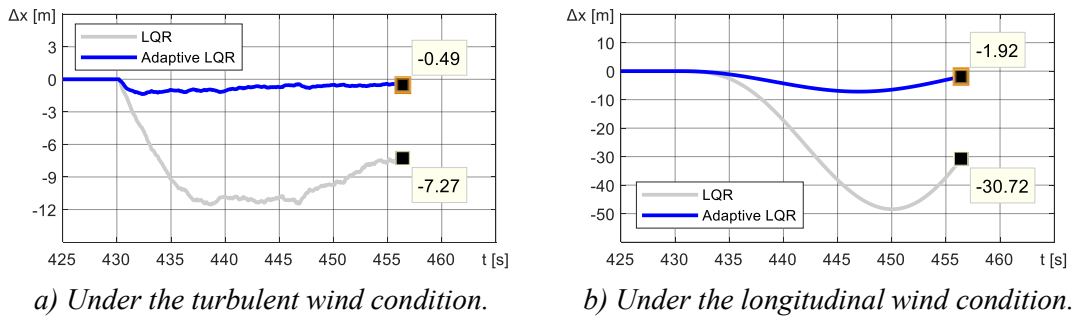 Δx [m]
3
0
-3
-6
-9
-12
LQR
Adaptive LQR
-0.49
-7.27
425 430 435 440 445 450 455 460 t [s]
a) Under the turbulent wind condition.
Δx [m]
10
0
-10
-20
-30
-40
-50
-1.92
-30.72
LQR
Adaptive LQR
425 430 435 440 445 450 455 460 t [s]
b) Under the longitudinal wind condition.